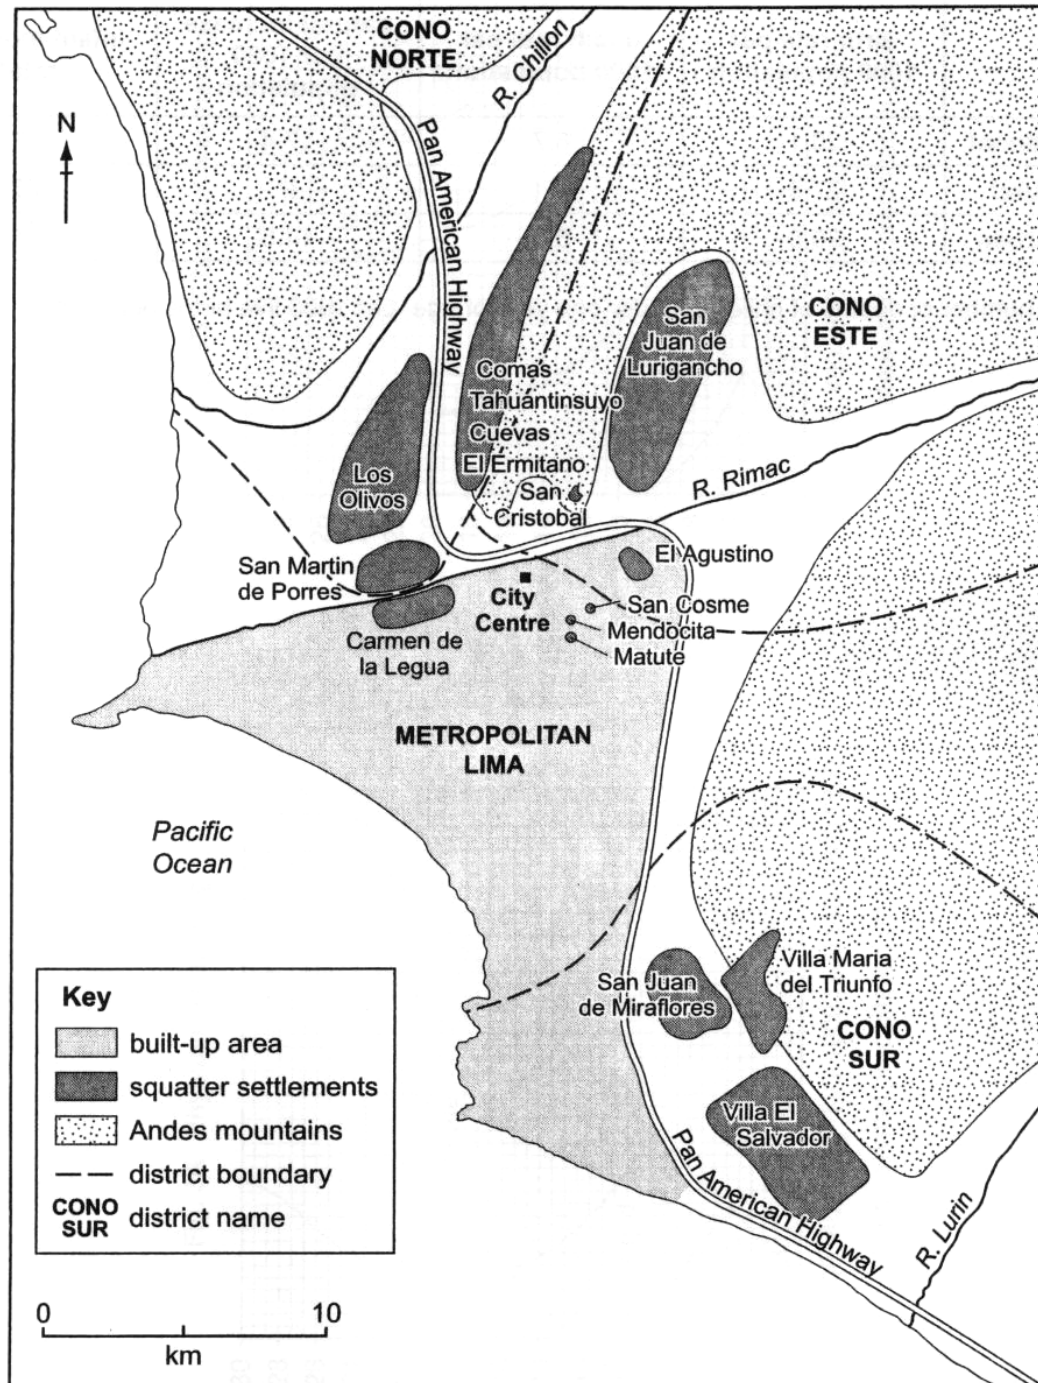 CONO
NORTE
R. Chillon
N
Pan American Highway
CONO
ESTE
San
Juan de
Lurigancho
Comas
Tahuantinsuyo
Cuevas
El Ermitano
San
Cristobal
Los
Olivos
R. Rimac
San Martin
de Porres
El Agustino
City
Centre
San Cosme
Mendocita
Matute
Carmen de
la Legua
METROPOLITAN
LIMA
Pacific
Ocean
Villa Maria
del Triunfo
San Juan
de Miraflores
CONO
SUR
Villa El
Salvador
Pan American Highway
R. Lurin
Key
built-up area
squatter settlements
Andes mountains
district boundary
CONO
SUR district name
0 10
km